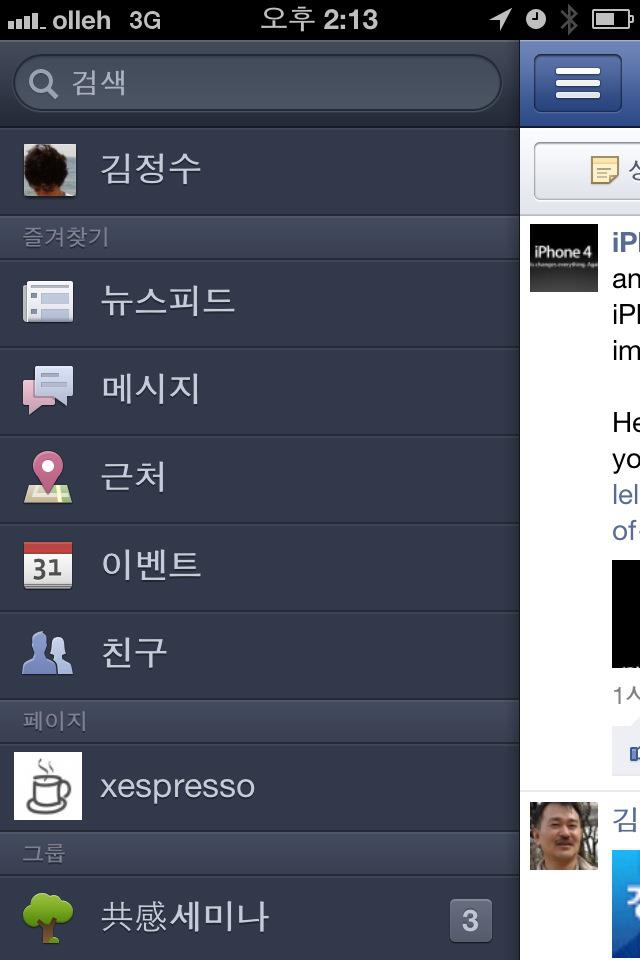 olleh 3G 오후 2:13
검색
김정수
즐겨찾기
뉴스피드
메시지
근처
31 이벤트
친구
페이지
xespresso
그룹
共感세미나 3
iPhone 4
iP
an
iP
im
He
yo
lel
of
1시
김